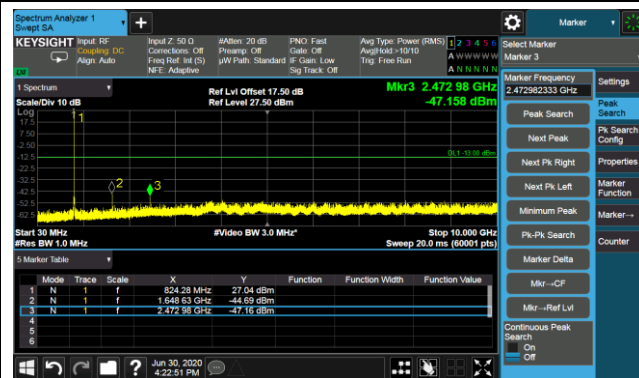 Spectrum Analyzer 1
Swept SA
Marker
KEYSIGHT
Input: RF
Coupling: DC
Align: Auto
Input Z: 50 Ω
Corrections: Off
Freq Ref: Int (S)
NFE: Adaptive
#Atten: 20 dB
Preamp: Off
µW Path: Standard
PNO: Fast
Gate: Off
IF Gain: Low
Sig Track: Off
Avg Type: Power (RMS)
Avg|Hold:>10/10
Trig: Free Run
1 2 3 4 5 6
A W W W W W
A N N N N N
LM
Select Marker
Marker 3
1 Spectrum
Scale/Div 10 dB
Ref Lvl Offset 17.50 dB
Ref Level 27.50 dBm
Mkr3 2.472 98 GHz
-47.158 dBm
Log
17.5
7.50
-2.50
-12.5
-22.5
-32.5
-42.5
-52.5
-62.5
1
2
3
DL1 -13.00 dBm
Start 30 MHz
#Res BW 1.0 MHz
#Video BW 3.0 MHz*
Stop 10.000 GHz
Sweep 20.0 ms (60001 pts)
5 Marker Table
Mode Trace Scale X Y Function Function Width Function Value
1 N 1 f 824.28 MHz 27.04 dBm
2 N 1 f 1.648 63 GHz -44.69 dBm
3 N 1 f 2.472 98 GHz -47.16 dBm
4
5
6
Marker Frequency
2.472982333 GHz
Peak Search
Next Peak
Next Pk Right
Next Pk Left
Minimum Peak
Pk-Pk Search
Marker Delta
Mkr→CF
Mkr→Ref Lvl
Continuous Peak
Search
On
Off
Settings
Peak
Search
Pk Search
Config
Properties
Marker
Function
Marker→
Counter
?
Jun 30, 2020
4:22:51 PM